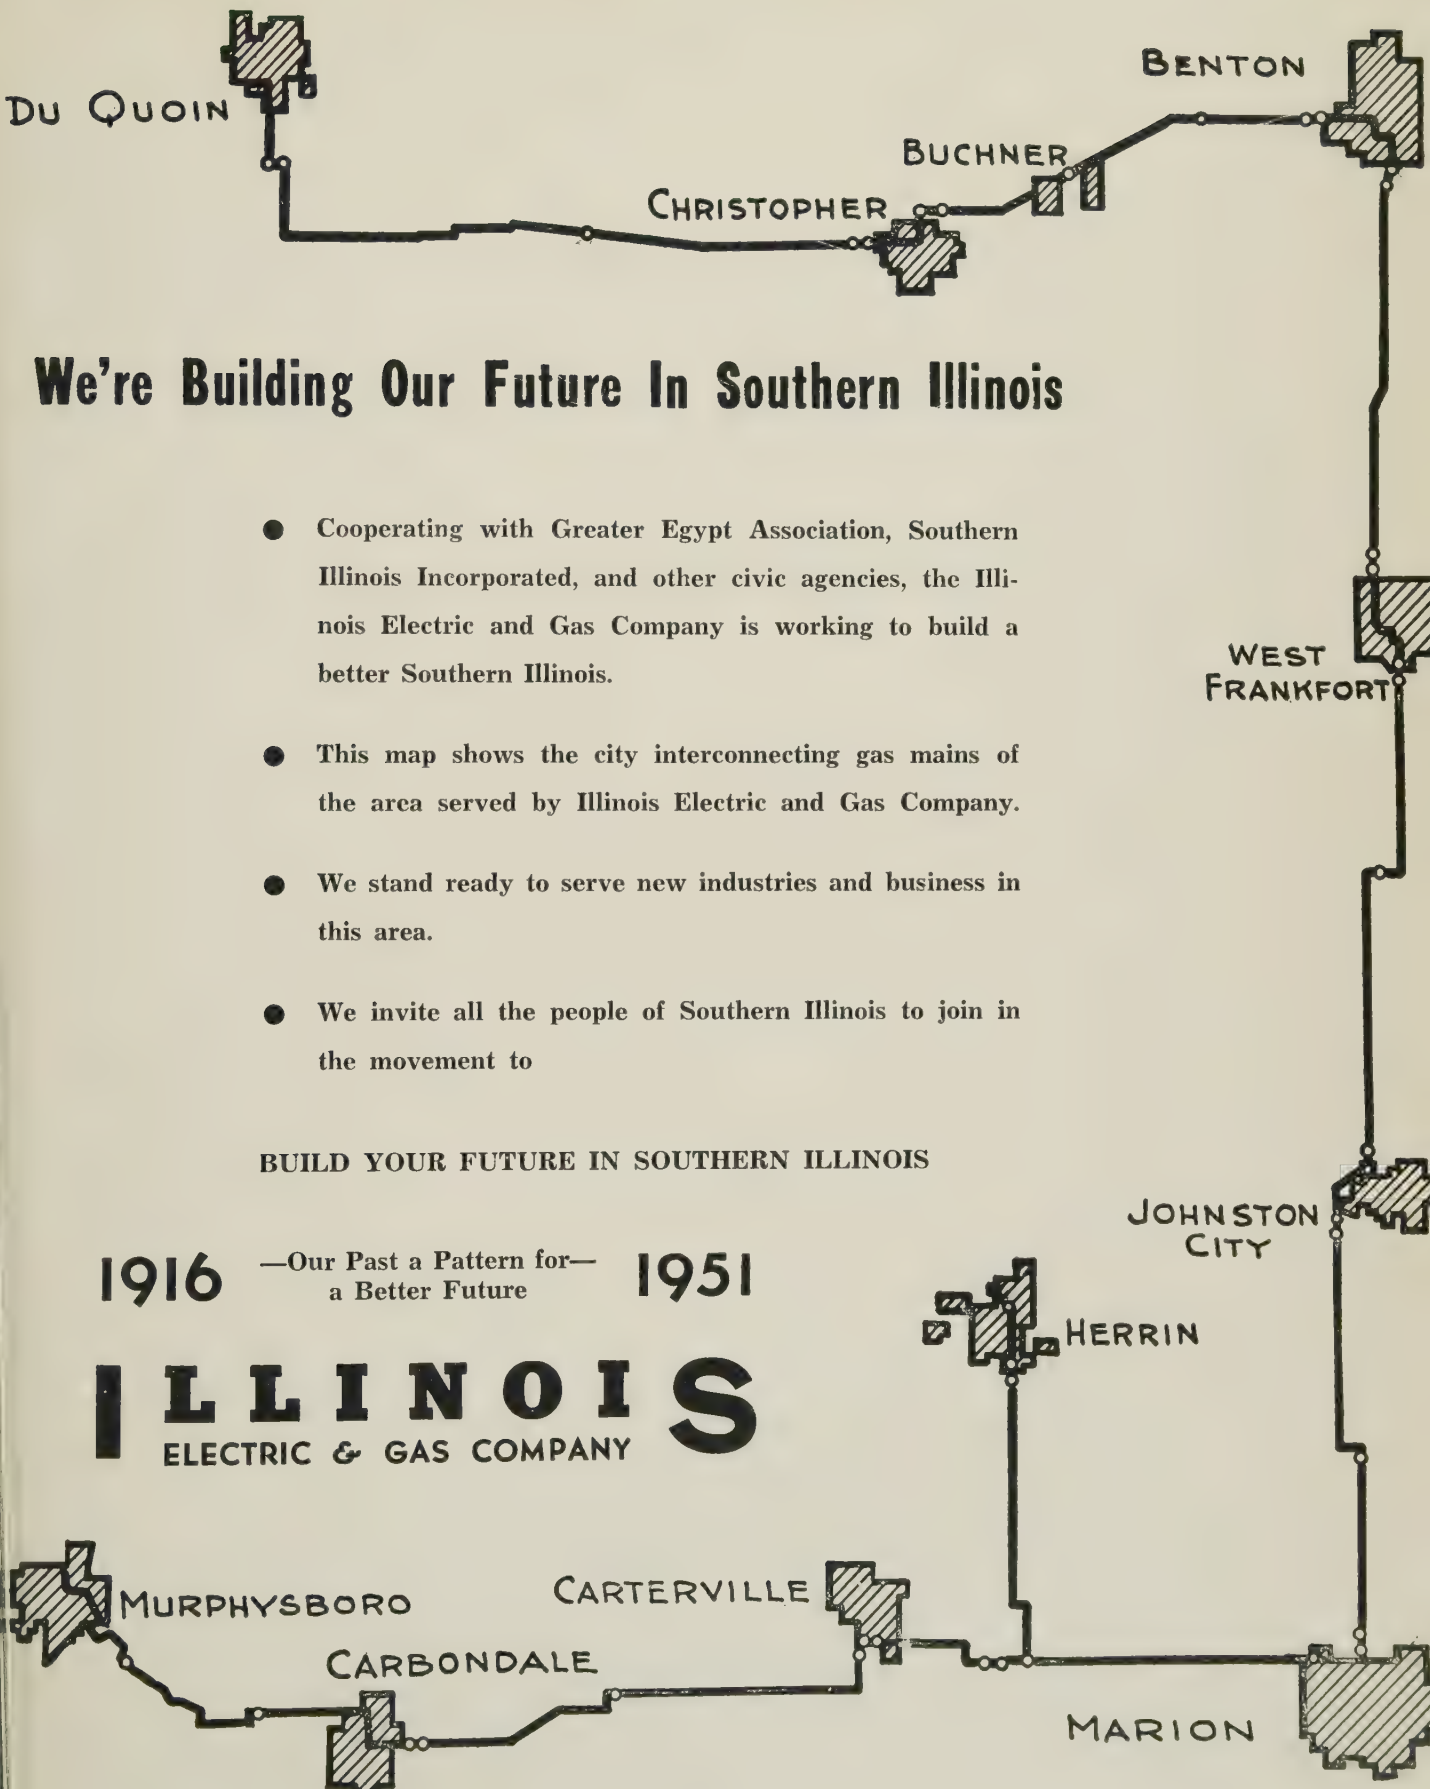 DU QUOIN
BENTON
BUCHNER
CHRISTOPHER
We're Building Our Future In Southern Illinois
● Cooperating with Greater Egypt Association, Southern
Illinois Incorporated, and other civic agencies, the Illi-
nois Electric and Gas Company is working to build a
better Southern Illinois.
WEST
FRANKFORT
● This map shows the city interconnecting gas mains of
the area served by Illinois Electric and Gas Company.
● We stand ready to serve new industries and business in
this area.
● We invite all the people of Southern Illinois to join in
the movement to
BUILD YOUR FUTURE IN SOUTHERN ILLINOIS
JOHNSTON
CITY
1916 —Our Past a Pattern for— 1951
a Better Future
HERRIN
ILLINOIS
ELECTRIC & GAS COMPANY
MURPHYSBORO
CARTERVILLE
CARBONDALE
MARION